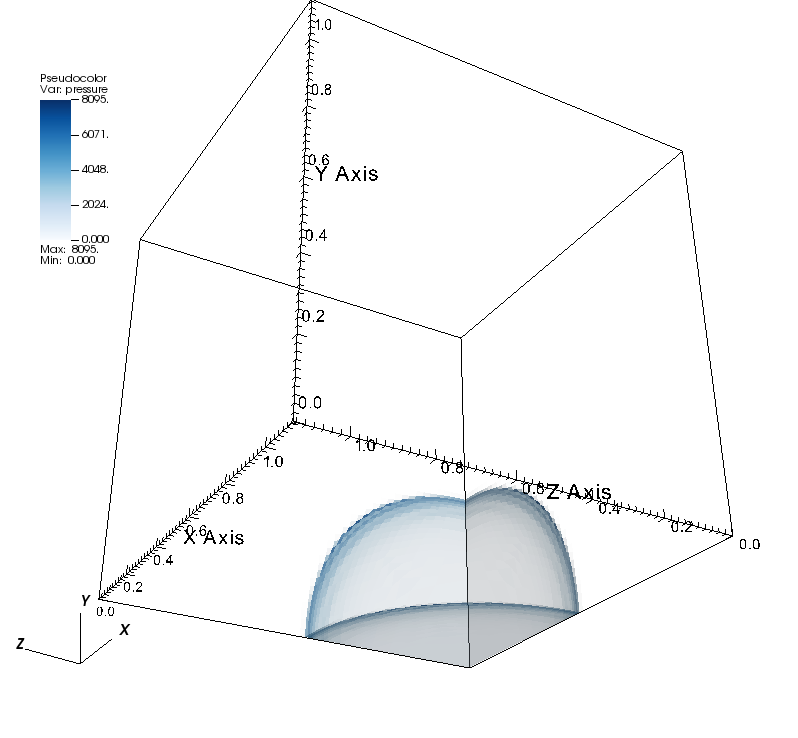 Pseudocolor
Var: pressure
8095.
6071.
4048.
2024.
0.000
Max: 8095.
Min: 0.000
1.0
0.8
0.6
Y Axis
0.4
0.2
0.0
1.0
0.8
0.8
Z Axis
0.4
0.2
0.0
1.0
0.8
0.6
X Axis
0.4
0.2
0.0
Y
X
Z